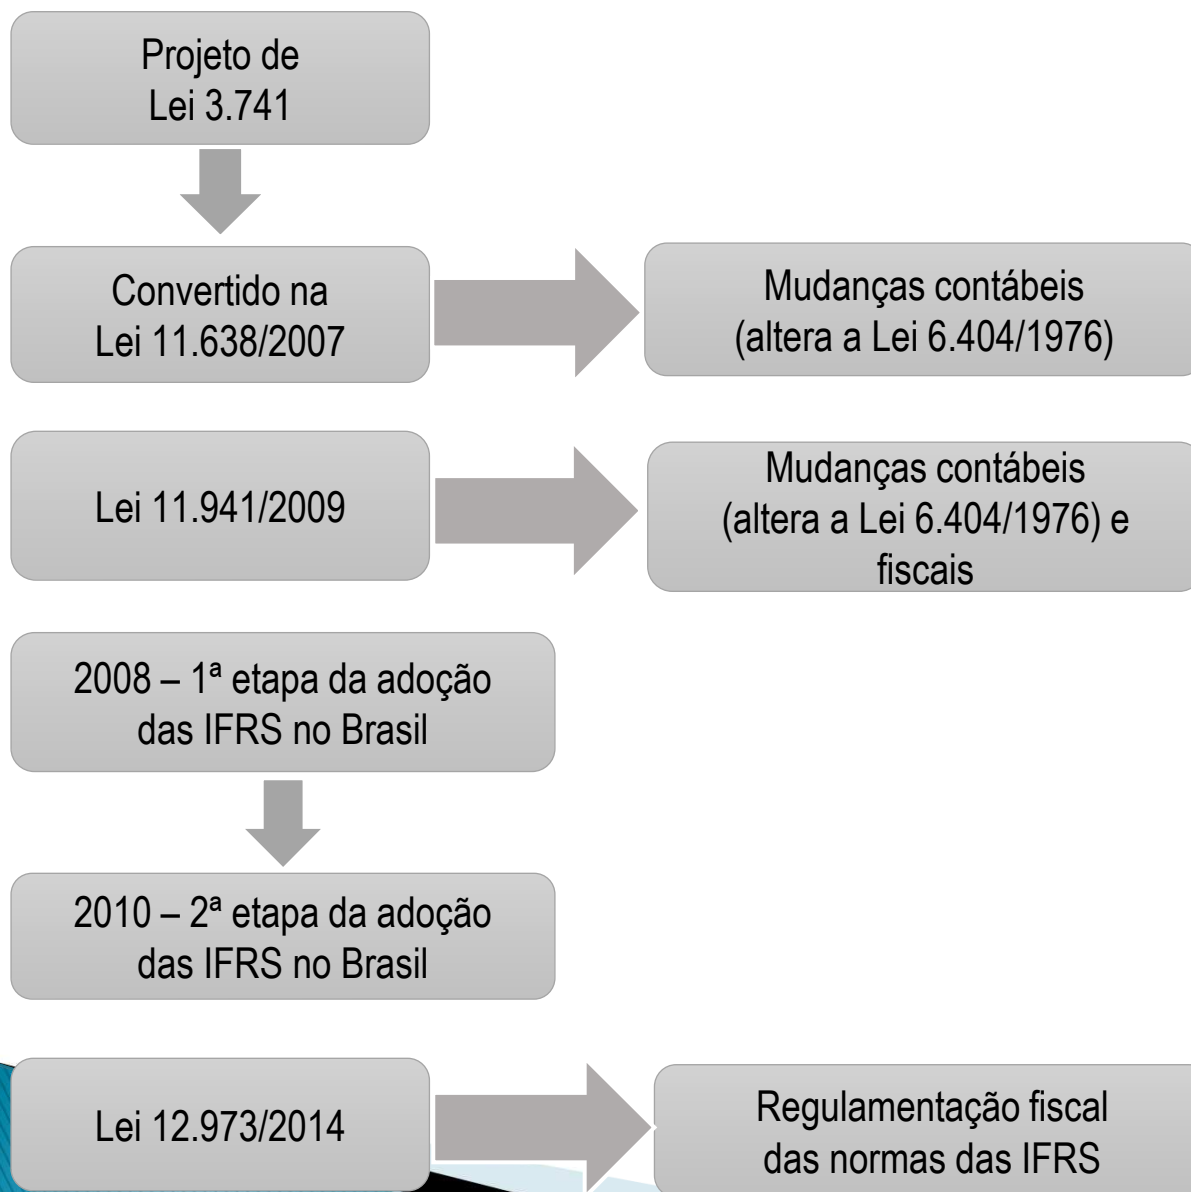 Projeto de
Lei 3.741
Convertido na
Lei 11.638/2007
Mudanças contábeis
(altera a Lei 6.404/1976)
Lei 11.941/2009
Mudanças contábeis
(altera a Lei 6.404/1976) e
fiscais
2008 – 1ª etapa da adoção
das IFRS no Brasil
2010 – 2ª etapa da adoção
das IFRS no Brasil
Lei 12.973/2014
Regulamentação fiscal
das normas das IFRS